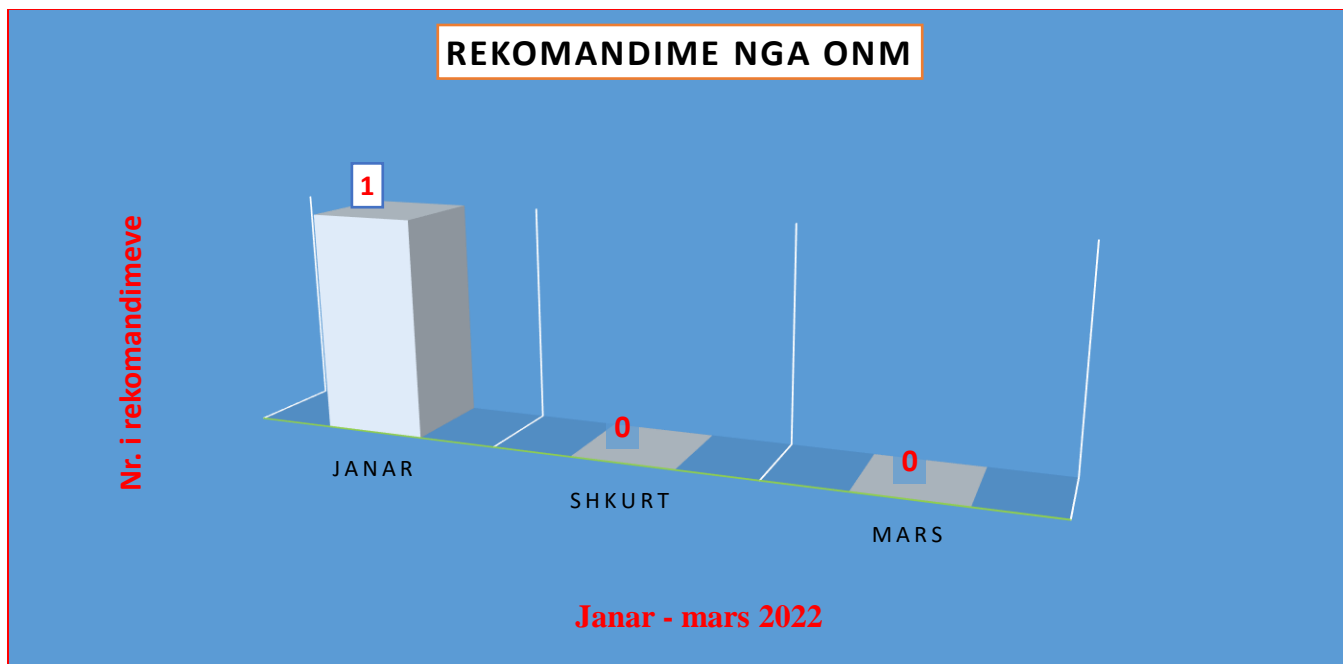 REKOMANDIME NGA ONM
1
Nr. i rekomandimeve
0
0
JANAR
SHKURT
MARS
Janar - mars 2022